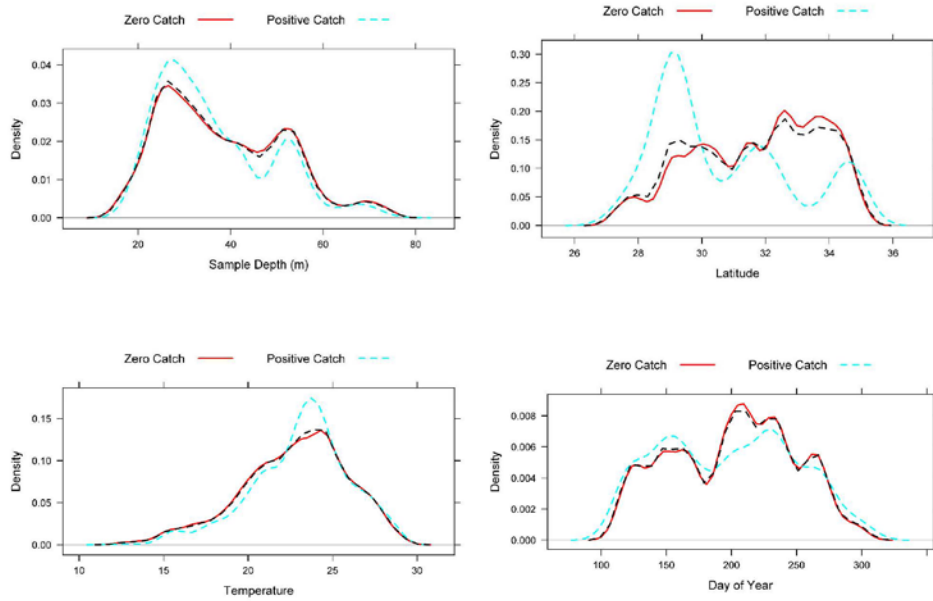 Zero Catch Positive Catch
0.04
0.03
0.02
0.01
0.00
Density
20 40 60 80
Sample Depth (m)
Zero Catch Positive Catch
0.30
0.25
0.20
0.15
0.10
0.05
0.00
Density
26 28 30 32 34 36
Latitude
Zero Catch Positive Catch
0.15
0.10
0.05
0.00
Density
10 15 20 25 30
Temperature
Zero Catch Positive Catch
0.008
0.006
0.004
0.002
0.000
Density
100 150 200 250 300
Day of Year